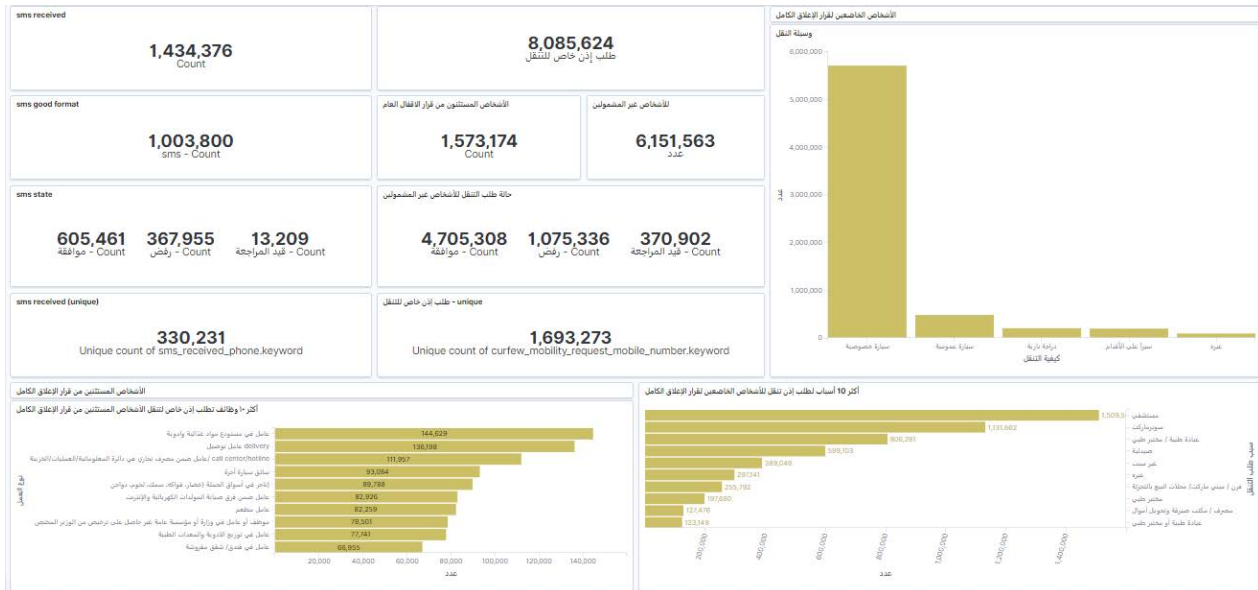 sms received
1,434,376
Count
8,085,624
طلب إذن خاص للتنقل
sms good format
1,003,800
sms - Count
الأشخاص المستثنون من قرار الاقفال العام
1,573,174
Count
للأشخاص غير المشمولين
6,151,563
عدد
sms state
605,461
موافقة - Count
367,955
رفض - Count
13,209
قيد المراجعة - Count
حالة طلب التنقل للأشخاص غير المشمولين
4,705,308
موافقة - Count
1,075,336
رفض - Count
370,902
قيد المراجعة - Count
sms received (unique)
330,231
Unique count of sms_received_phone.keyword
طلب إذن خاص للتنقل - unique
1,693,273
Unique count of curfew_mobility_request_mobile_number.keyword
الأشخاص الخاضعين لقرار الإغلاق الكامل
وسيلة النقل
6,000,000
5,000,000
4,000,000
3,000,000
2,000,000
1,000,000
0
عدد
سيارة خصوصية
سيارة عمومية
دراجة نارية
سيرا على الأقدام
غيره
كيفية التنقل
الأشخاص المستثنين من قرار الإغلاق الكامل
أكثر ١٠ وظائف تطلب إذن خاص لتنقل الأشخاص المستثنين من قرار الإغلاق الكامل
نوع العمل
عامل في مستودع مواد غذائية وادوية
144,629
delivery عامل توصيل
136,198
عامل ضمن مصرف تجاري في دائرة المعلوماتية/العمليات/الخزينة/ call center/hotline
111,957
سائق سيارة أجرة
93,084
إتاجر في اسواق الجملة (خضار، فواكه، سمك، لحوم، دواجن
89,788
عامل ضمن فرق صيانة المولدات الكهربائية والإنترنت
82,926
عامل مطعم
82,259
موظف أو عامل في وزارة أو مؤسسة عامة غير حاصل على ترخيص من الوزير المختص
78,501
عامل في توزيع الادوية والمعدات الطبية
77,741
عامل في فندق/ شقق مفروشة
66,955
20,000
40,000
60,000
80,000
100,000
120,000
140,000
عدد
أكثر 10 أسباب لطلب إذن تنقل للأشخاص الخاضعين لقرار الإغلاق الكامل
مستشفى
سوبرماركت
1,131,662
عيادة طبية / مختبر طبي
806,291
صيدلية
599,103
غير مبين
389,046
غيره
فرن / ميني ماركت/ محلات البيع بالتجزئة
255,792
مختبر طبي
197,680
مصرف / مكتب صيرفة وتحويل أموال
127,476
عيادة طبية أو مختبر طبي
123,149
سبب طلب التنقل
200,000
400,000
600,000
800,000
1,000,000
1,200,000
1,400,000
عدد